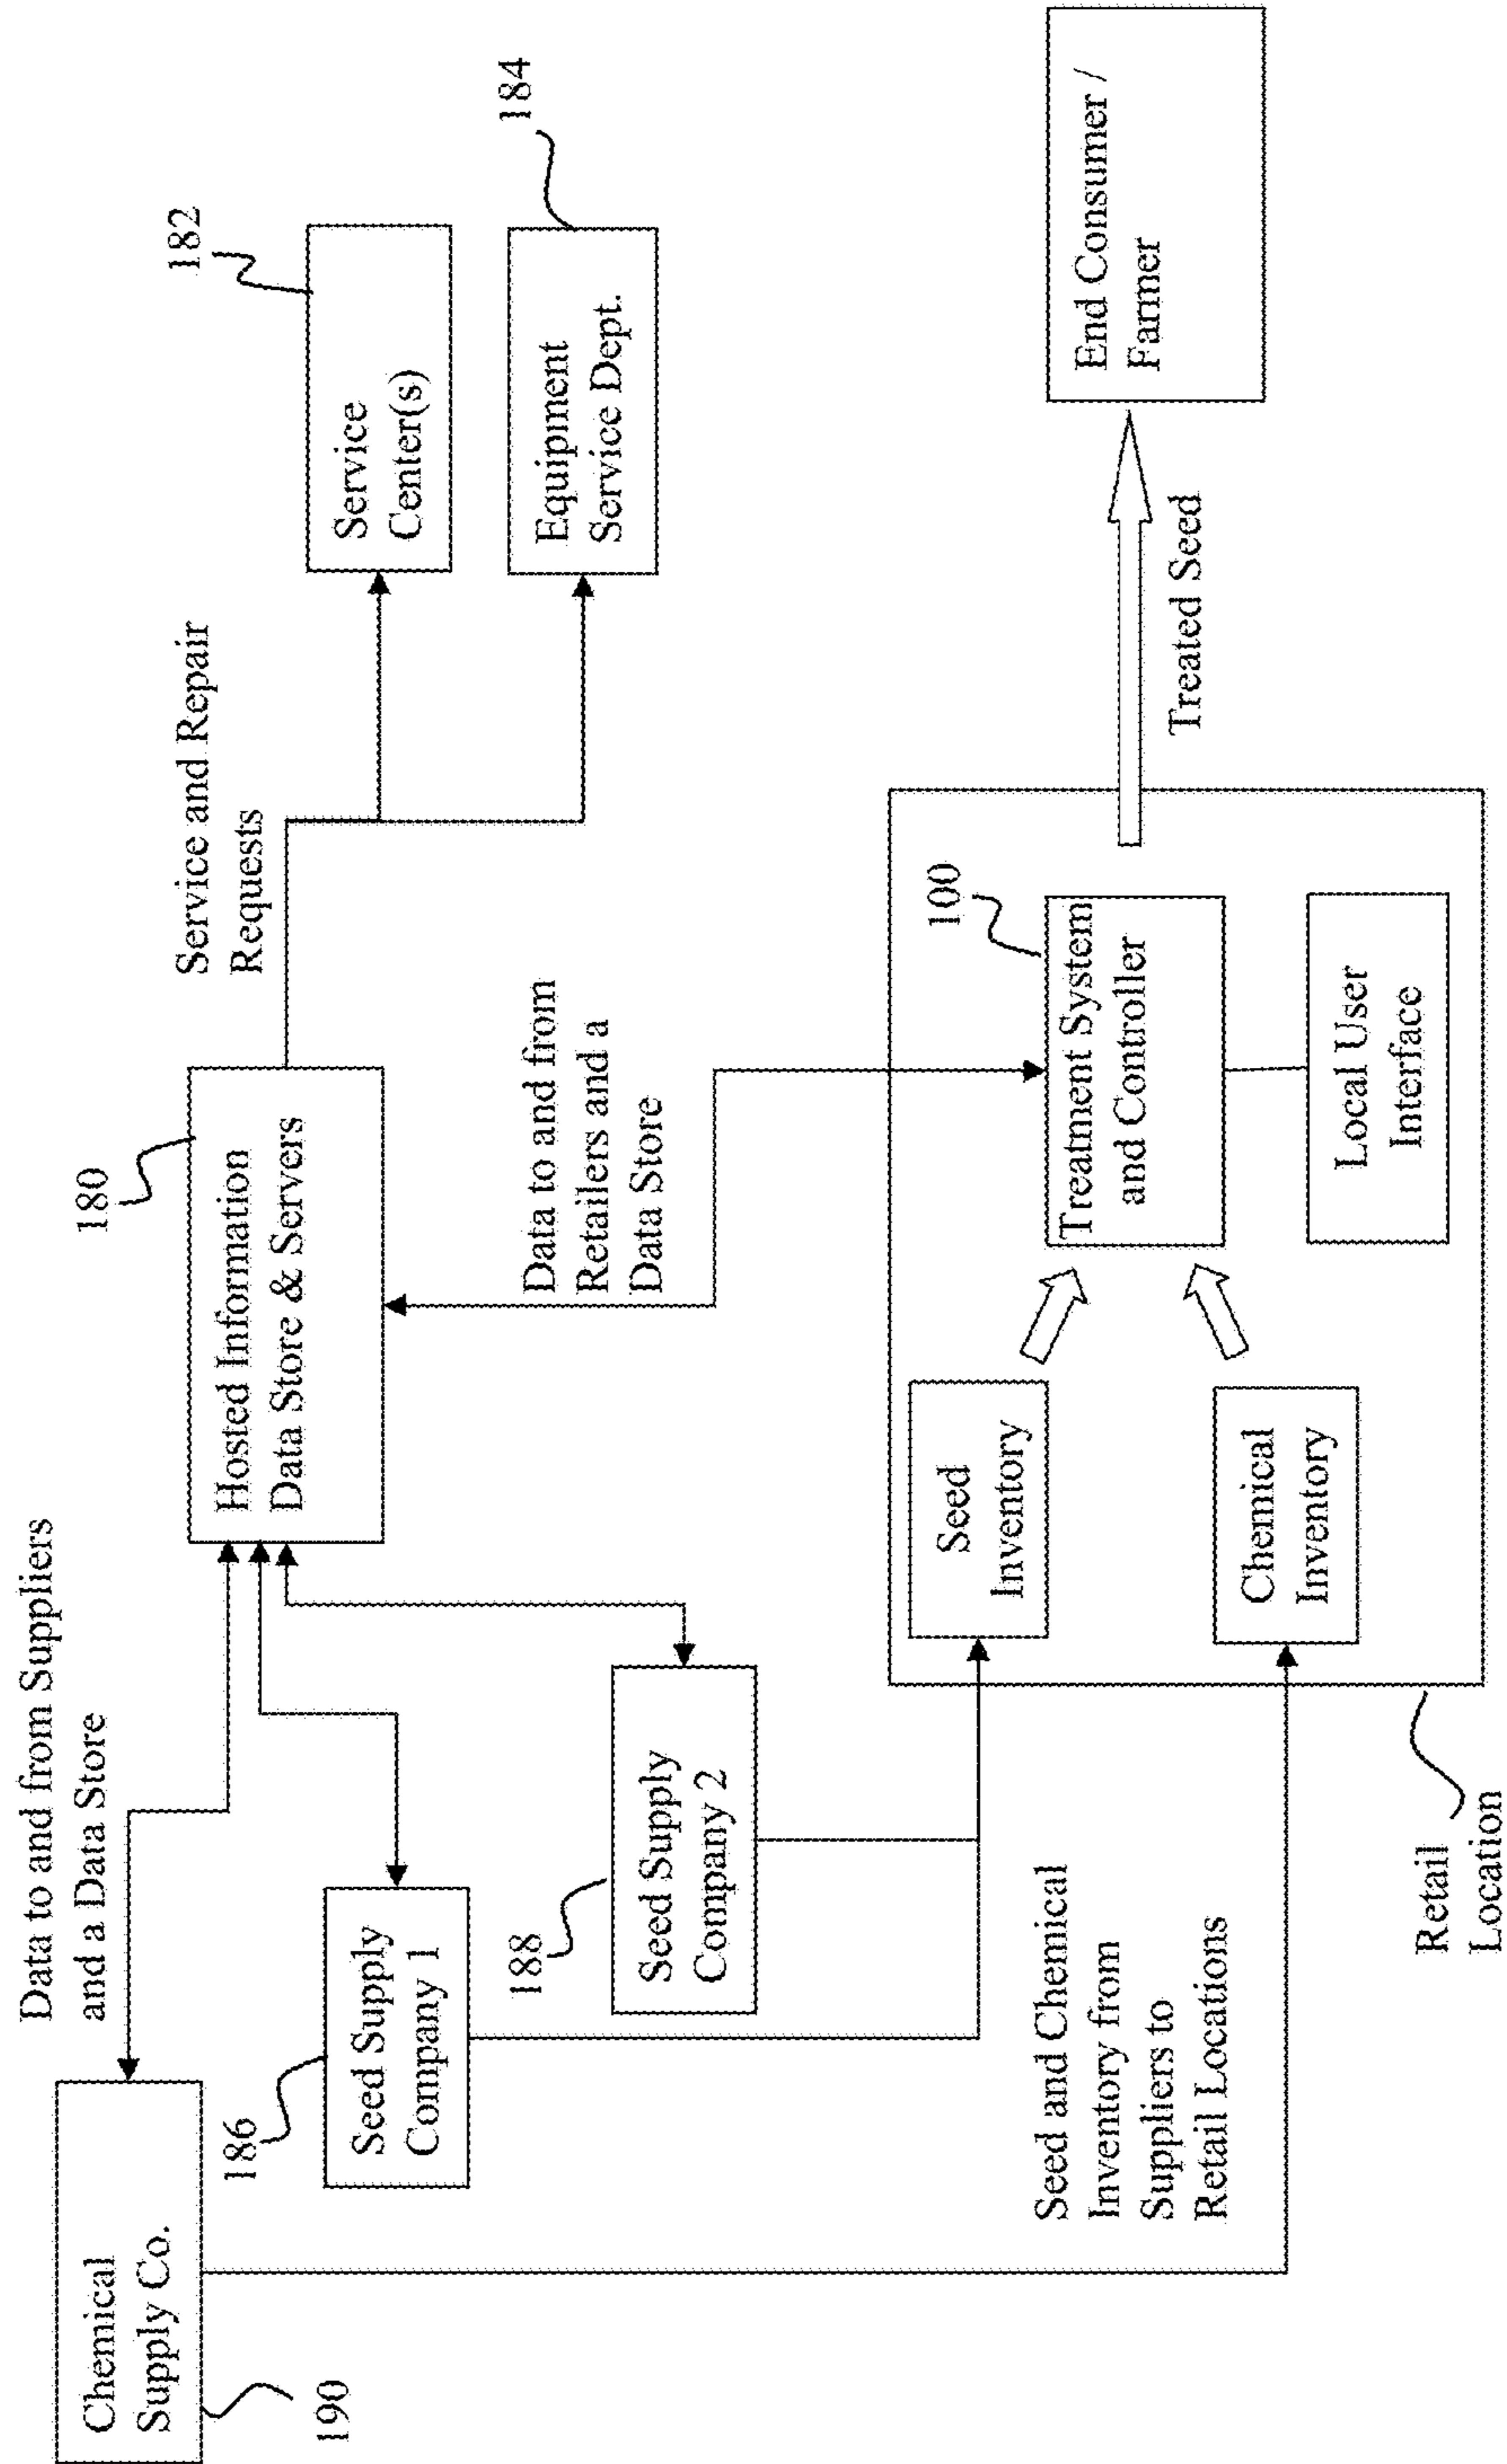 Data to and from Suppliers
and a Data Store
Chemical
Supply Co.
190
180
Hosted Information
Data Store & Servers
Service and Repair
Requests
182
Service
Center(s)
184
Equipment
Service Dept.
186
Seed Supply
Company 1
188
Seed Supply
Company 2
Data to and from
Retailers and a
Data Store
Seed and Chemical
Inventory from
Suppliers to
Retail Locations
Seed
Inventory
Chemical
Inventory
100
Treatment System
and Controller
Local User
Interface
Treated Seed
End Consumer /
Farmer
Retail
Location